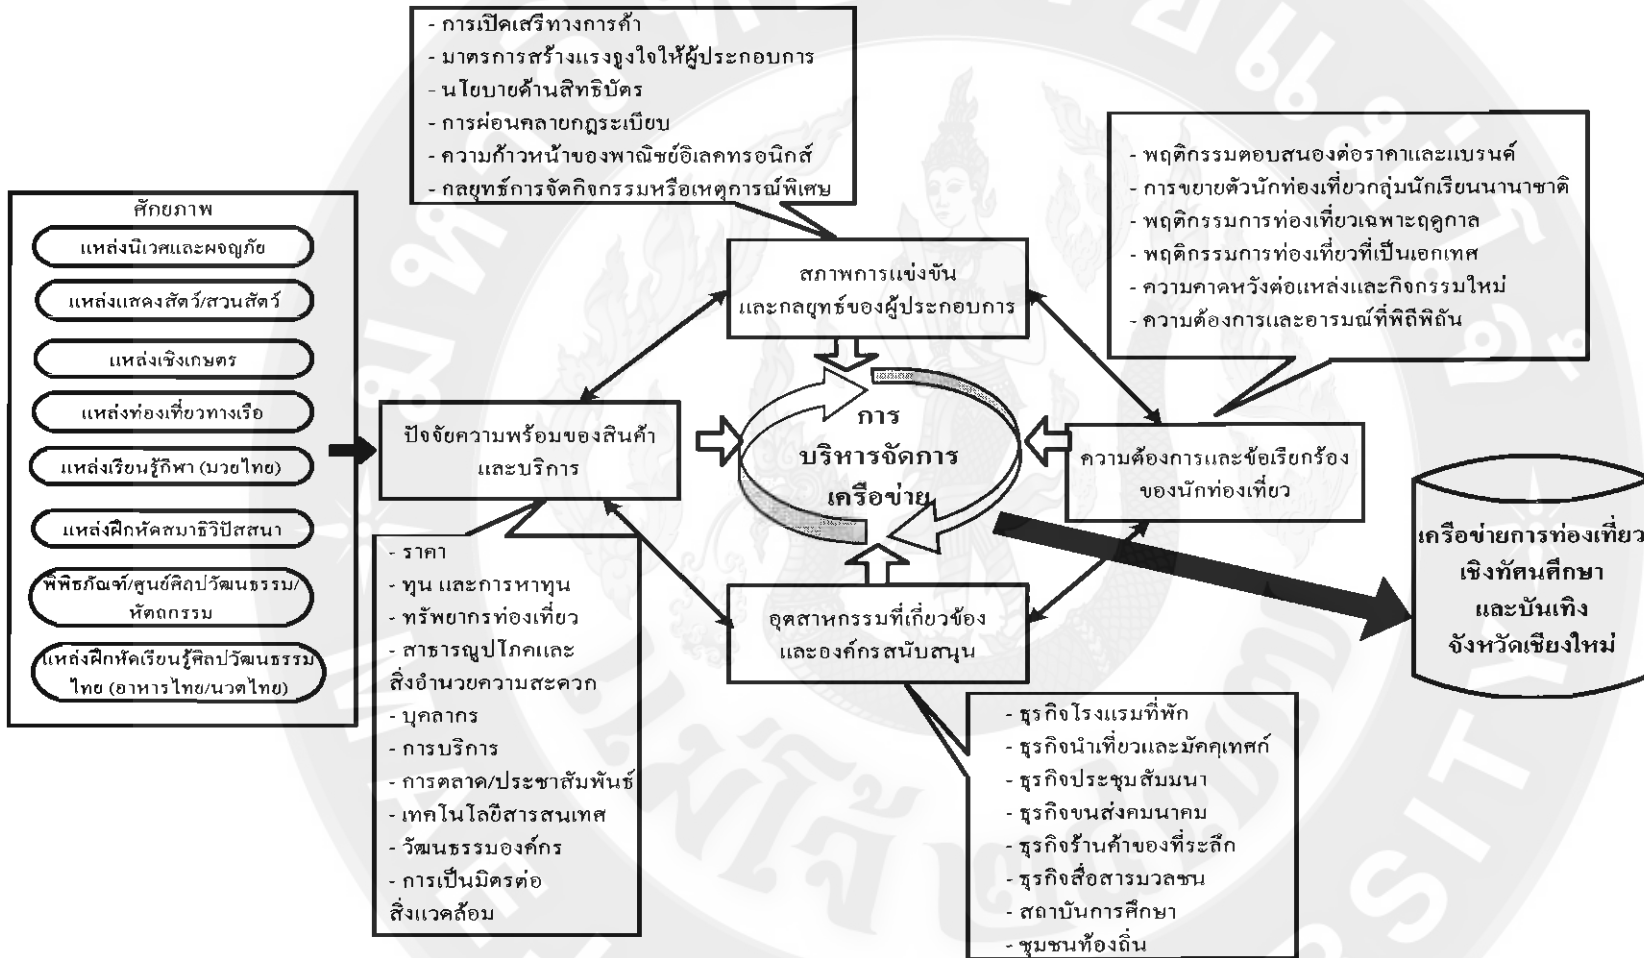 - การเปิดเสรีทางการค้า
- มาตรการสร้างแรงจูงใจให้ผู้ประกอบการ
- นโยบายด้านสิทธิบัตร
- การผ่อนคลายกฎระเบียบ
- ความก้าวหน้าของพาณิชย์อิเลคทรอนิกส์
- กลยุทธ์การจัดกิจกรรมหรือเหตุการณ์พิเศษ
- พฤติกรรมตอบสนองต่อราคาและแบรนด์
- การขยายตัวนักท่องเที่ยวกลุ่มนักเรียนนานาชาติ
- พฤติกรรมการท่องเที่ยวเฉพาะฤดูกาล
- พฤติกรรมการท่องเที่ยวที่เป็นเอกเทศ
- ความคาดหวังต่อแหล่งและกิจกรรมใหม่
- ความต้องการและอารมณ์ที่พิถีพิถัน
ศักยภาพ
แหล่งนิเวศและผจญภัย
แหล่งแสดงสัตว์/สวนสัตว์
แหล่งเชิงเกษตร
แหล่งท่องเที่ยวทางเรือ
แหล่งเรียนรู้กีฬา (มวยไทย)
แหล่งฝึกหัดสมาธิวิปัสสนา
พิพิธภัณฑ์/ศูนย์ศิลปวัฒนธรรม/
หัตถกรรม
แหล่งฝึกหัดเรียนรู้ศิลปวัฒนธรรม
ไทย (อาหารไทย/นวดไทย)
สภาพการแข่งขัน
และกลยุทธ์ของผู้ประกอบการ
ปัจจัยความพร้อมของสินค้า
และบริการ
การ
บริหารจัดการ
เครือข่าย
ความต้องการและข้อเรียกร้อง
ของนักท่องเที่ยว
อุตสาหกรรมที่เกี่ยวข้อง
และองค์กรสนับสนุน
เครือข่ายการท่องเที่ยว
เชิงทัศนศึกษา
และบันเทิง
จังหวัดเชียงใหม่
- ราคา
- ทุน และการหาทุน
- ทรัพยากรท่องเที่ยว
- สาธารณูปโภคและ
สิ่งอำนวยความสะดวก
- บุคลากร
- การบริการ
- การตลาด/ประชาสัมพันธ์
- เทคโนโลยีสารสนเทศ
- วัฒนธรรมองค์กร
- การเป็นมิตรต่อ
สิ่งแวดล้อม
- ธุรกิจโรงแรมที่พัก
- ธุรกิจนำเที่ยวและมัคคุเทศก์
- ธุรกิจประชุมสัมมนา
- ธุรกิจขนส่งคมนาคม
- ธุรกิจร้านค้าของที่ระลึก
- ธุรกิจสื่อสารมวลชน
- สถาบันการศึกษา
- ชุมชนท้องถิ่น